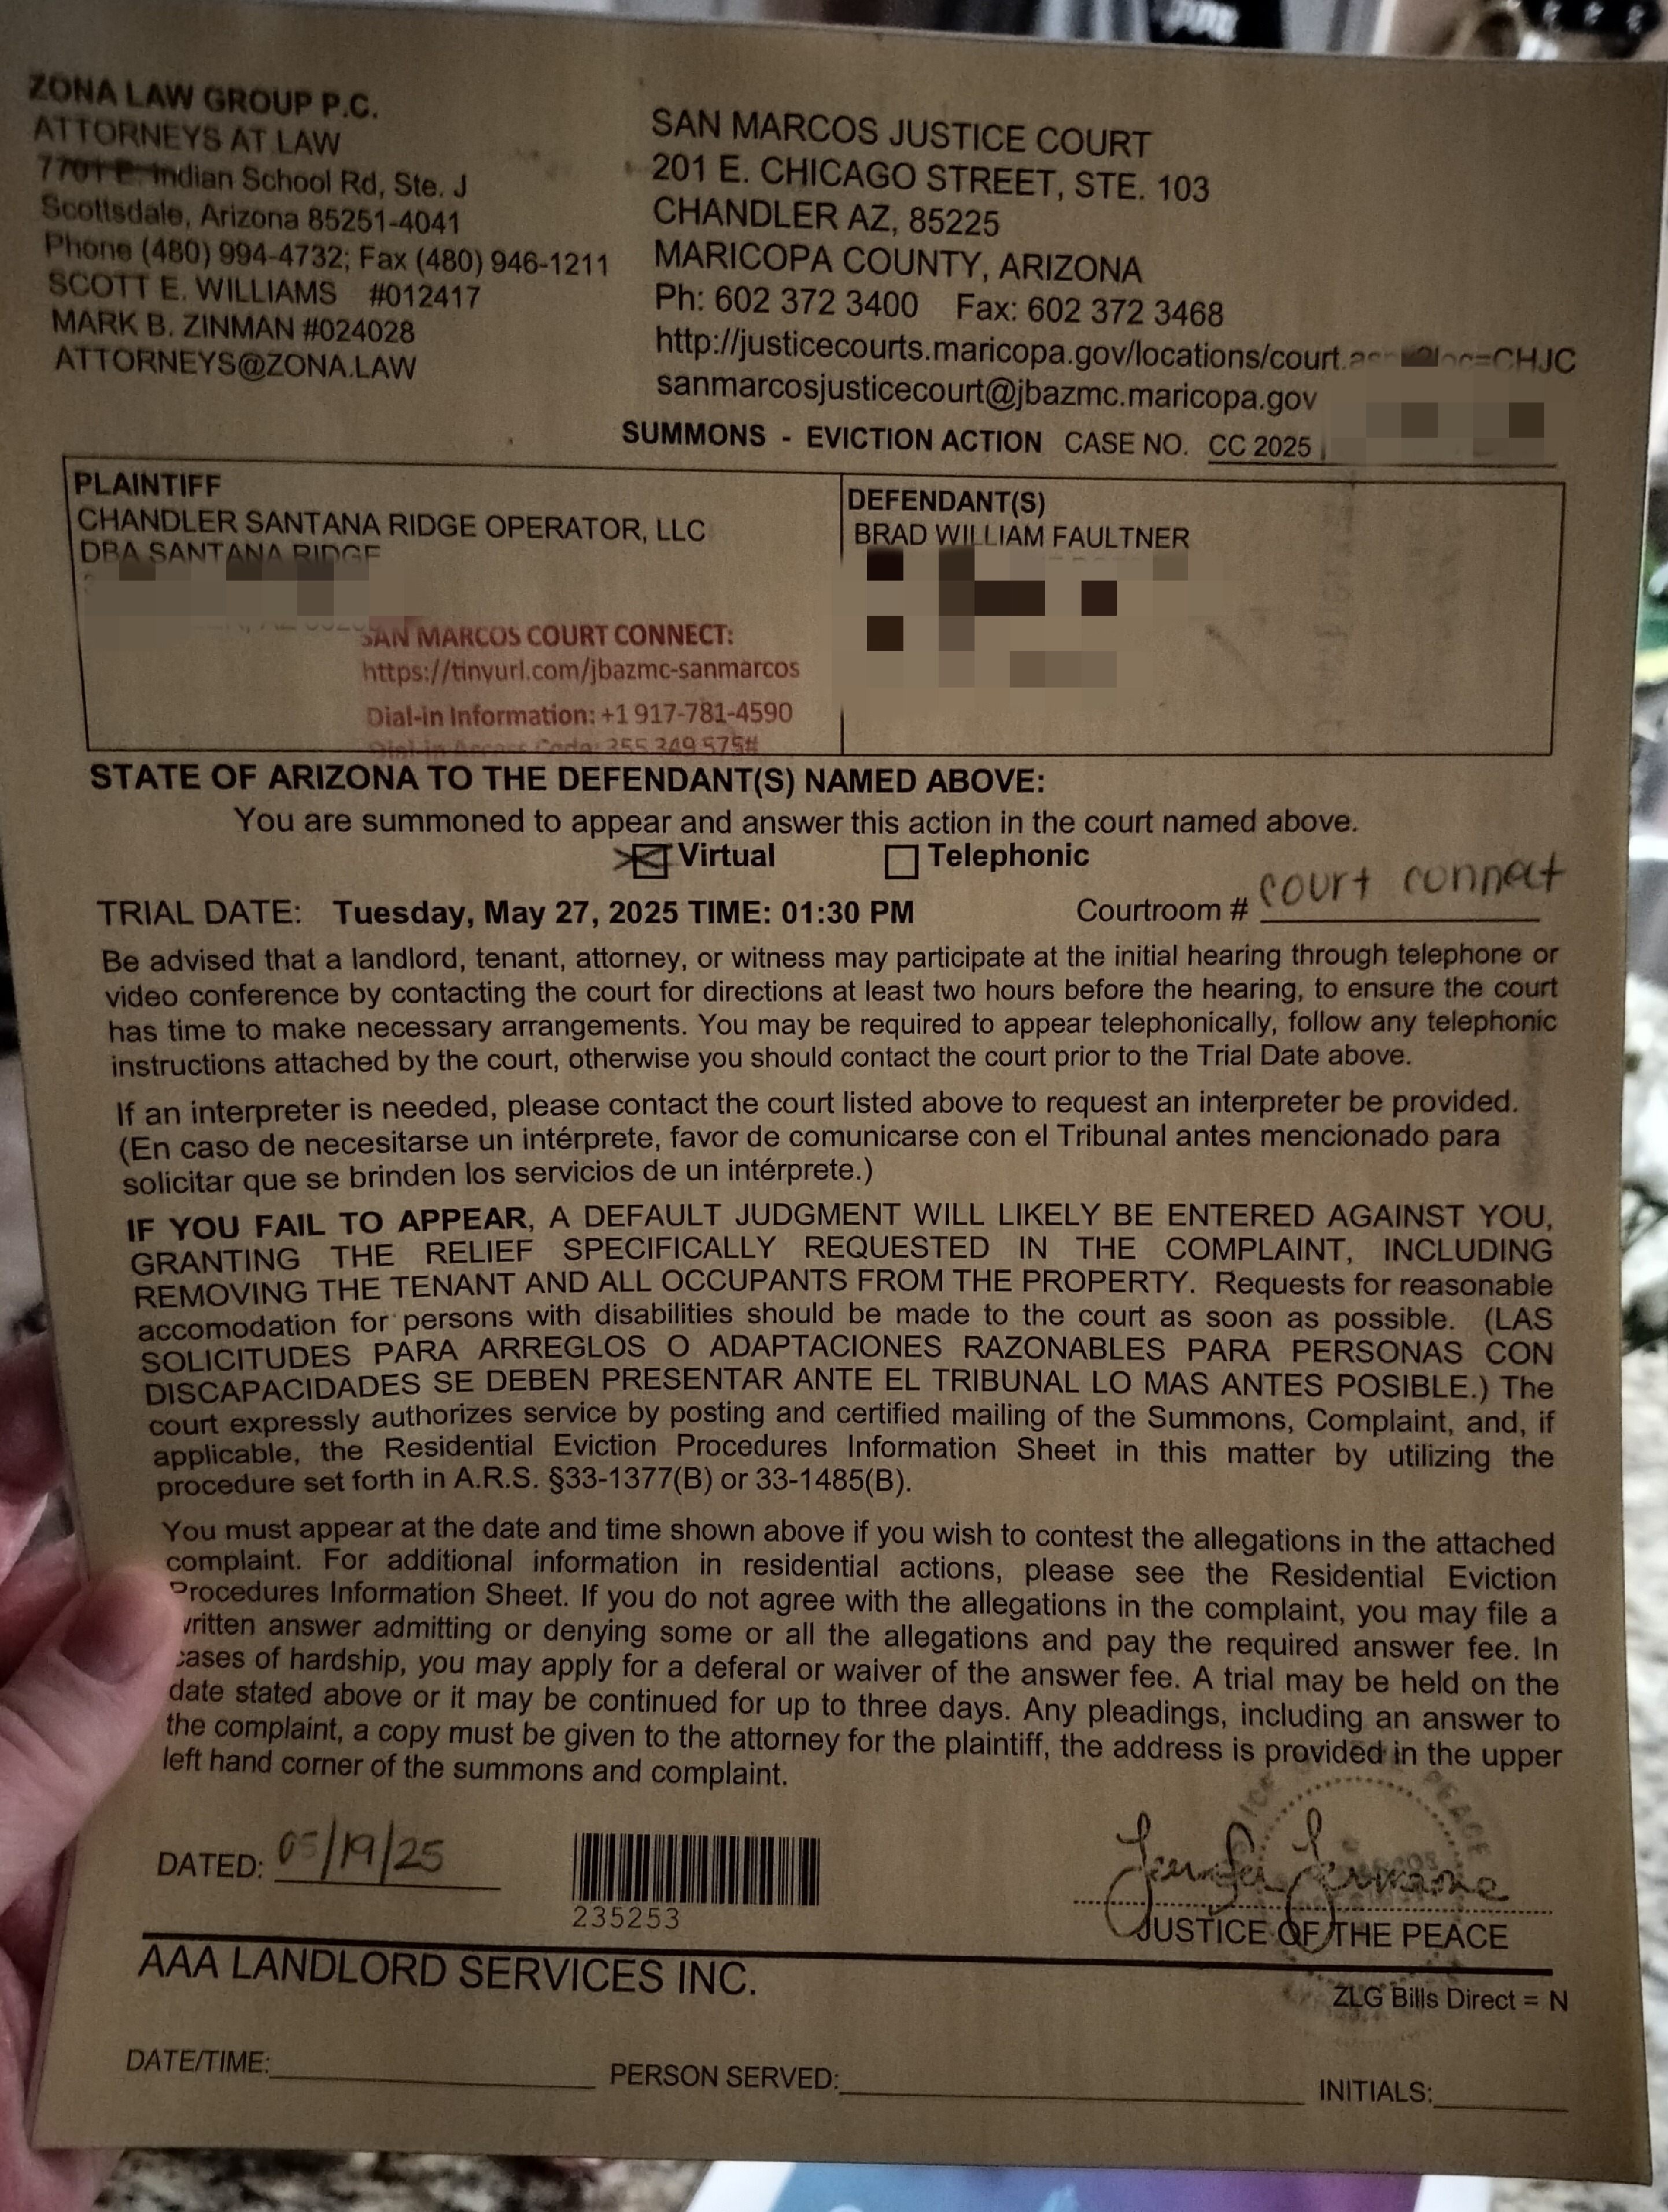 ZONA LAW GROUP P.C.
ATTORNEYS AT LAW
7701 E. Indian School Rd, Ste. J
Scottsdale, Arizona 85251-4041
Phone (480) 994-4732; Fax (480) 946-1211
SCOTT E. WILLIAMS #012417
MARK B. ZINMAN #024028
ATTORNEYS@ZONA.LAW
SAN MARCOS JUSTICE COURT
201 E. CHICAGO STREET, STE. 103
CHANDLER AZ, 85225
MARICOPA COUNTY, ARIZONA
Ph: 602 372 3400 Fax: 602 372 3468
http://justicecourts.maricopa.gov/locations/court.as
=CHJC
sanmarcosjusticecourt@jbazmc.maricopa.gov
SUMMONS - EVICTION ACTION CASE NO. CC 2025
PLAINTIFF
CHANDLER SANTANA RIDGE OPERATOR, LLC
DBA SANTANA RIDGE
DEFENDANT(S)
BRAD WILLIAM FAULTNER
SAN MARCOS COURT CONNECT:
https://tinyurl.com/jbazmc-sanmarcos
Dial-in Information: +1 917-781-4590
Dial-in Access Code: 355 349 575#
STATE OF ARIZONA TO THE DEFENDANT(S) NAMED ABOVE:
You are summoned to appear and answer this action in the court named above.
Virtual Telephonic
TRIAL DATE: Tuesday, May 27, 2025 TIME: 01:30 PM Courtroom # court connect
Be advised that a landlord, tenant, attorney, or witness may participate at the initial hearing through telephone or
video conference by contacting the court for directions at least two hours before the hearing, to ensure the court
has time to make necessary arrangements. You may be required to appear telephonically, follow any telephonic
instructions attached by the court, otherwise you should contact the court prior to the Trial Date above.
If an interpreter is needed, please contact the court listed above to request an interpreter be provided.
(En caso de necesitarse un intérprete, favor de comunicarse con el Tribunal antes mencionado para
solicitar que se brinden los servicios de un intérprete.)
IF YOU FAIL TO APPEAR, A DEFAULT JUDGMENT WILL LIKELY BE ENTERED AGAINST YOU,
GRANTING THE RELIEF SPECIFICALLY REQUESTED IN THE COMPLAINT, INCLUDING
REMOVING THE TENANT AND ALL OCCUPANTS FROM THE PROPERTY. Requests for reasonable
accomodation for persons with disabilities should be made to the court as soon as possible. (LAS
SOLICITUDES PARA ARREGLOS O ADAPTACIONES RAZONABLES PARA PERSONAS CON
DISCAPACIDADES SE DEBEN PRESENTAR ANTE EL TRIBUNAL LO MAS ANTES POSIBLE.) The
court expressly authorizes service by posting and certified mailing of the Summons, Complaint, and, if
applicable, the Residential Eviction Procedures Information Sheet in this matter by utilizing the
procedure set forth in A.R.S. §33-1377(B) or 33-1485(B).
You must appear at the date and time shown above if you wish to contest the allegations in the attached
complaint. For additional information in residential actions, please see the Residential Eviction
Procedures Information Sheet. If you do not agree with the allegations in the complaint, you may file a
written answer admitting or denying some or all the allegations and pay the required answer fee. In
cases of hardship, you may apply for a deferal or waiver of the answer fee. A trial may be held on the
date stated above or it may be continued for up to three days. Any pleadings, including an answer to
the complaint, a copy must be given to the attorney for the plaintiff, the address is provided in the upper
left hand corner of the summons and complaint.
DATED: 05/19/25
235253
JUSTICE OF THE PEACE
AAA LANDLORD SERVICES INC.
ZLG Bills Direct = N
DATE/TIME: PERSON SERVED: INITIALS: